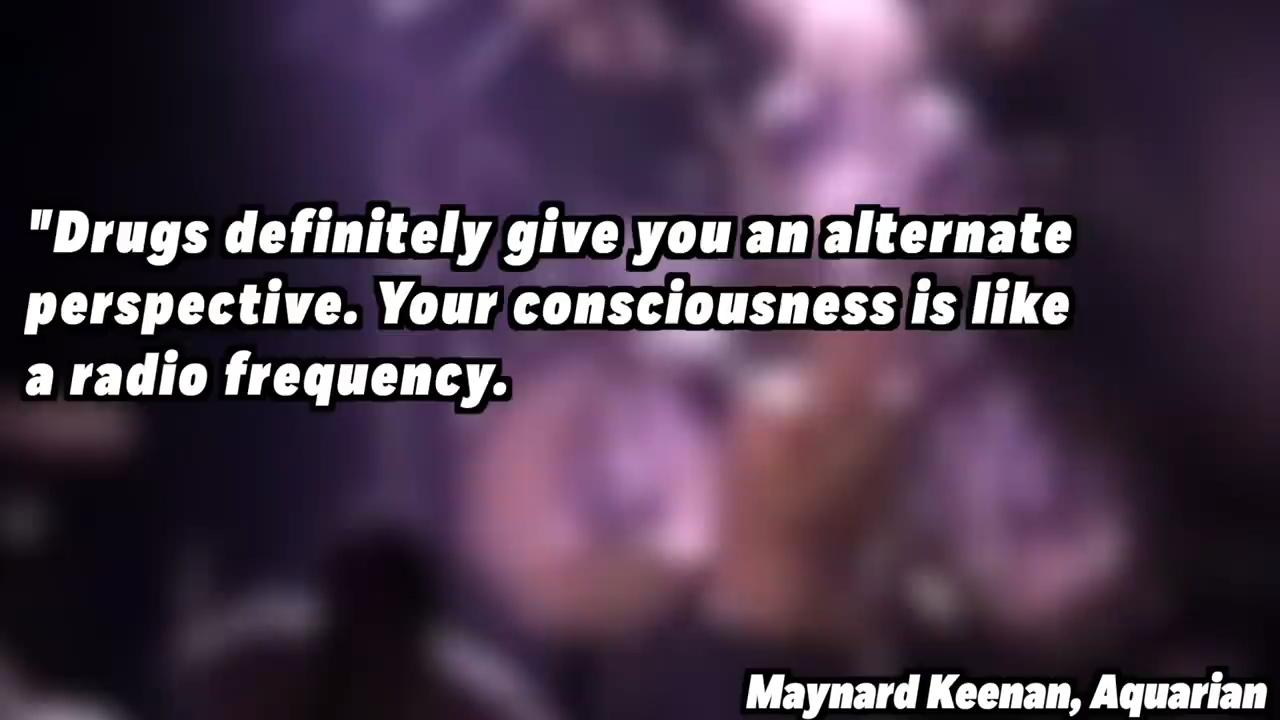 "Drugs definitely give you an alternate
perspective. Your consciousness is like
a radio frequency.
Maynard Keenan, Aquarian